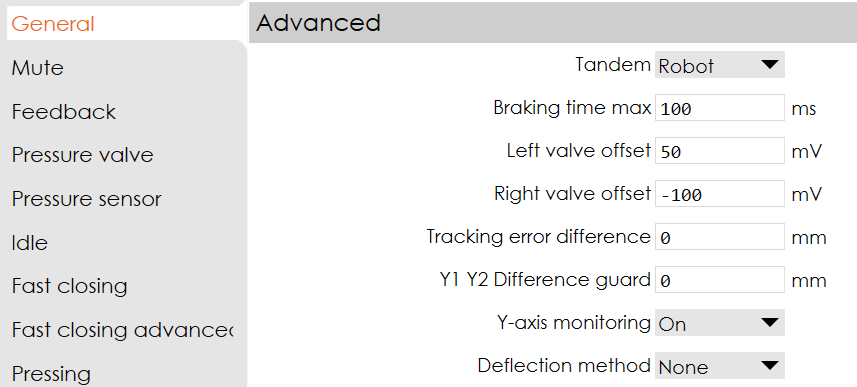 General
Mute
Feedback
Pressure valve
Pressure sensor
Idle
Fast closing
Fast closing advanced
Pressing
Advanced
Tandem Robot
Braking time max 100 ms
Left valve offset 50 mV
Right valve offset -100 mV
Tracking error difference 0 mm
Y1 Y2 Difference guard 0 mm
Y-axis monitoring On
Deflection method None